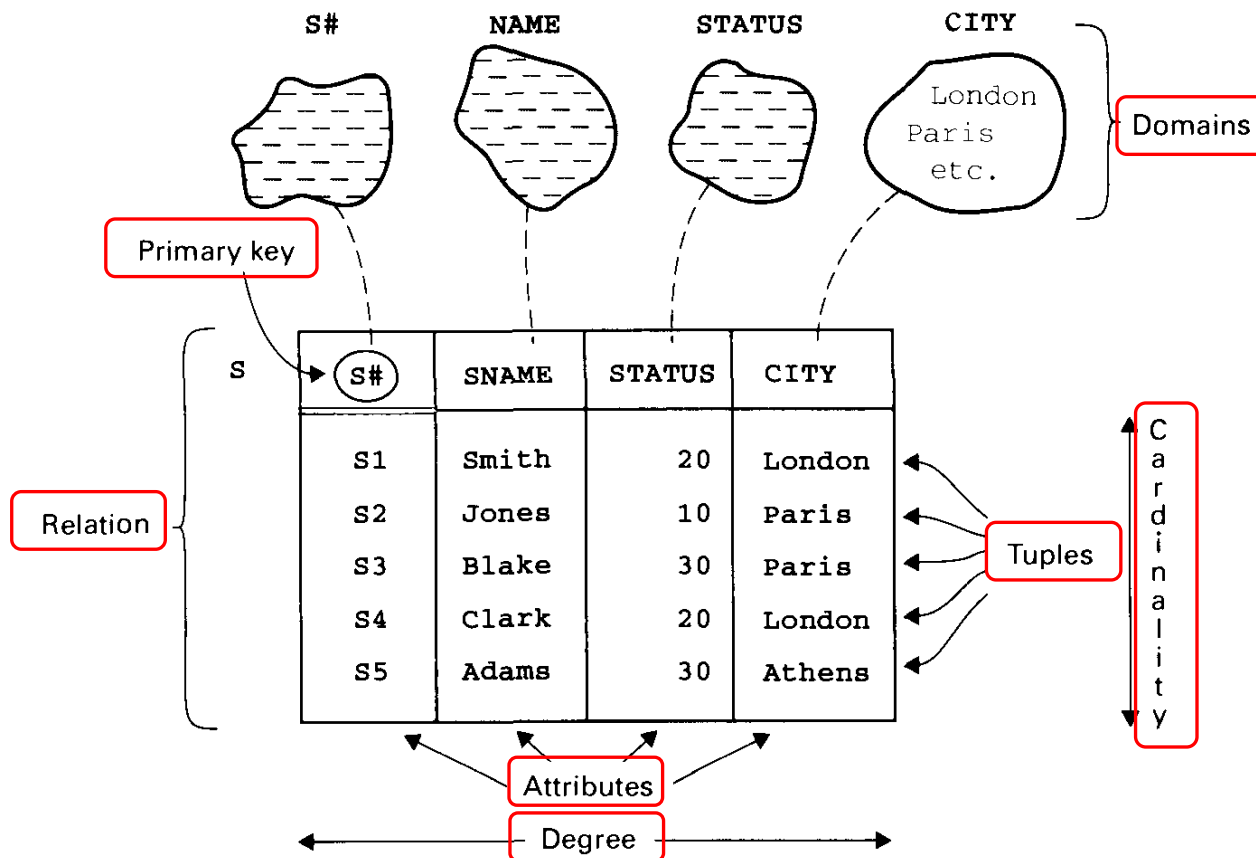 S# NAME STATUS CITY
London
Paris
etc.
Domains
Primary key
S
S# SNAME STATUS CITY
S1 Smith 20 London
S2 Jones 10 Paris
S3 Blake 30 Paris
S4 Clark 20 London
S5 Adams 30 Athens
Relation
Tuples
Cardinality
Attributes
Degree